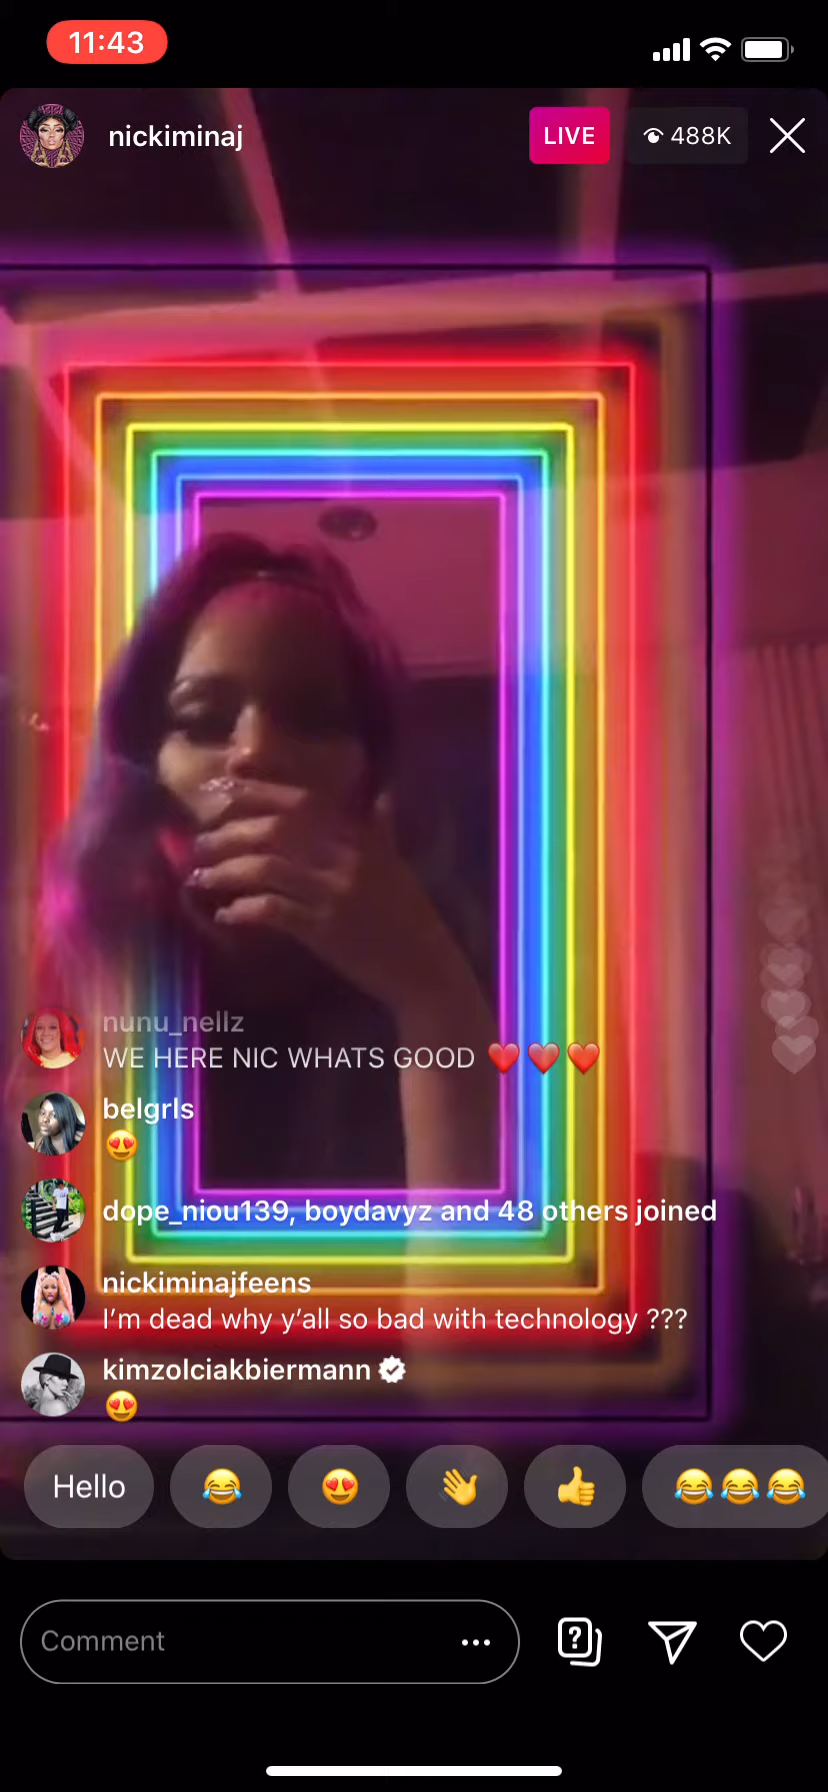 11:43
nickiminaj
LIVE
488K
nunu_nellz
WE HERE NIC WHATS GOOD ❤️❤️❤️
belgrls
😍
dope_niou139, boydavyz and 48 others joined
nickiminajfeens
I’m dead why y’all so bad with technology ???
kimzolciakbiermann
😍
Hello 😂 😍 👋 👍 😂😂😂
Comment